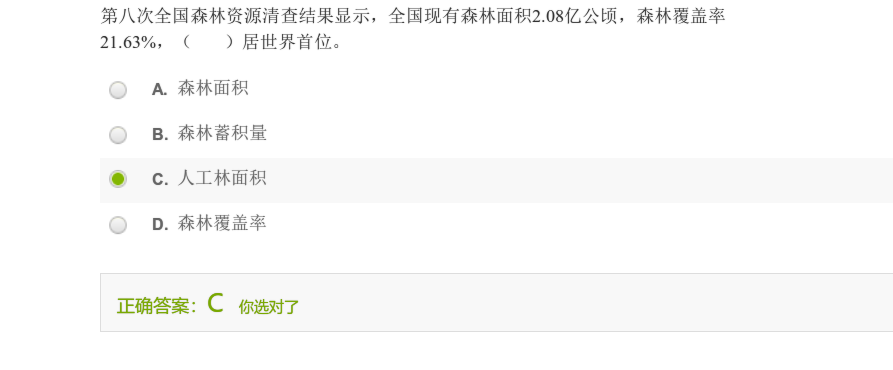 第八次全国森林资源清查结果显示，全国现有森林面积2.08亿公顷，森林覆盖率
21.63%，（　　）居世界首位。
A. 森林面积
B. 森林蓄积量
C. 人工林面积
D. 森林覆盖率
正确答案：C 你选对了